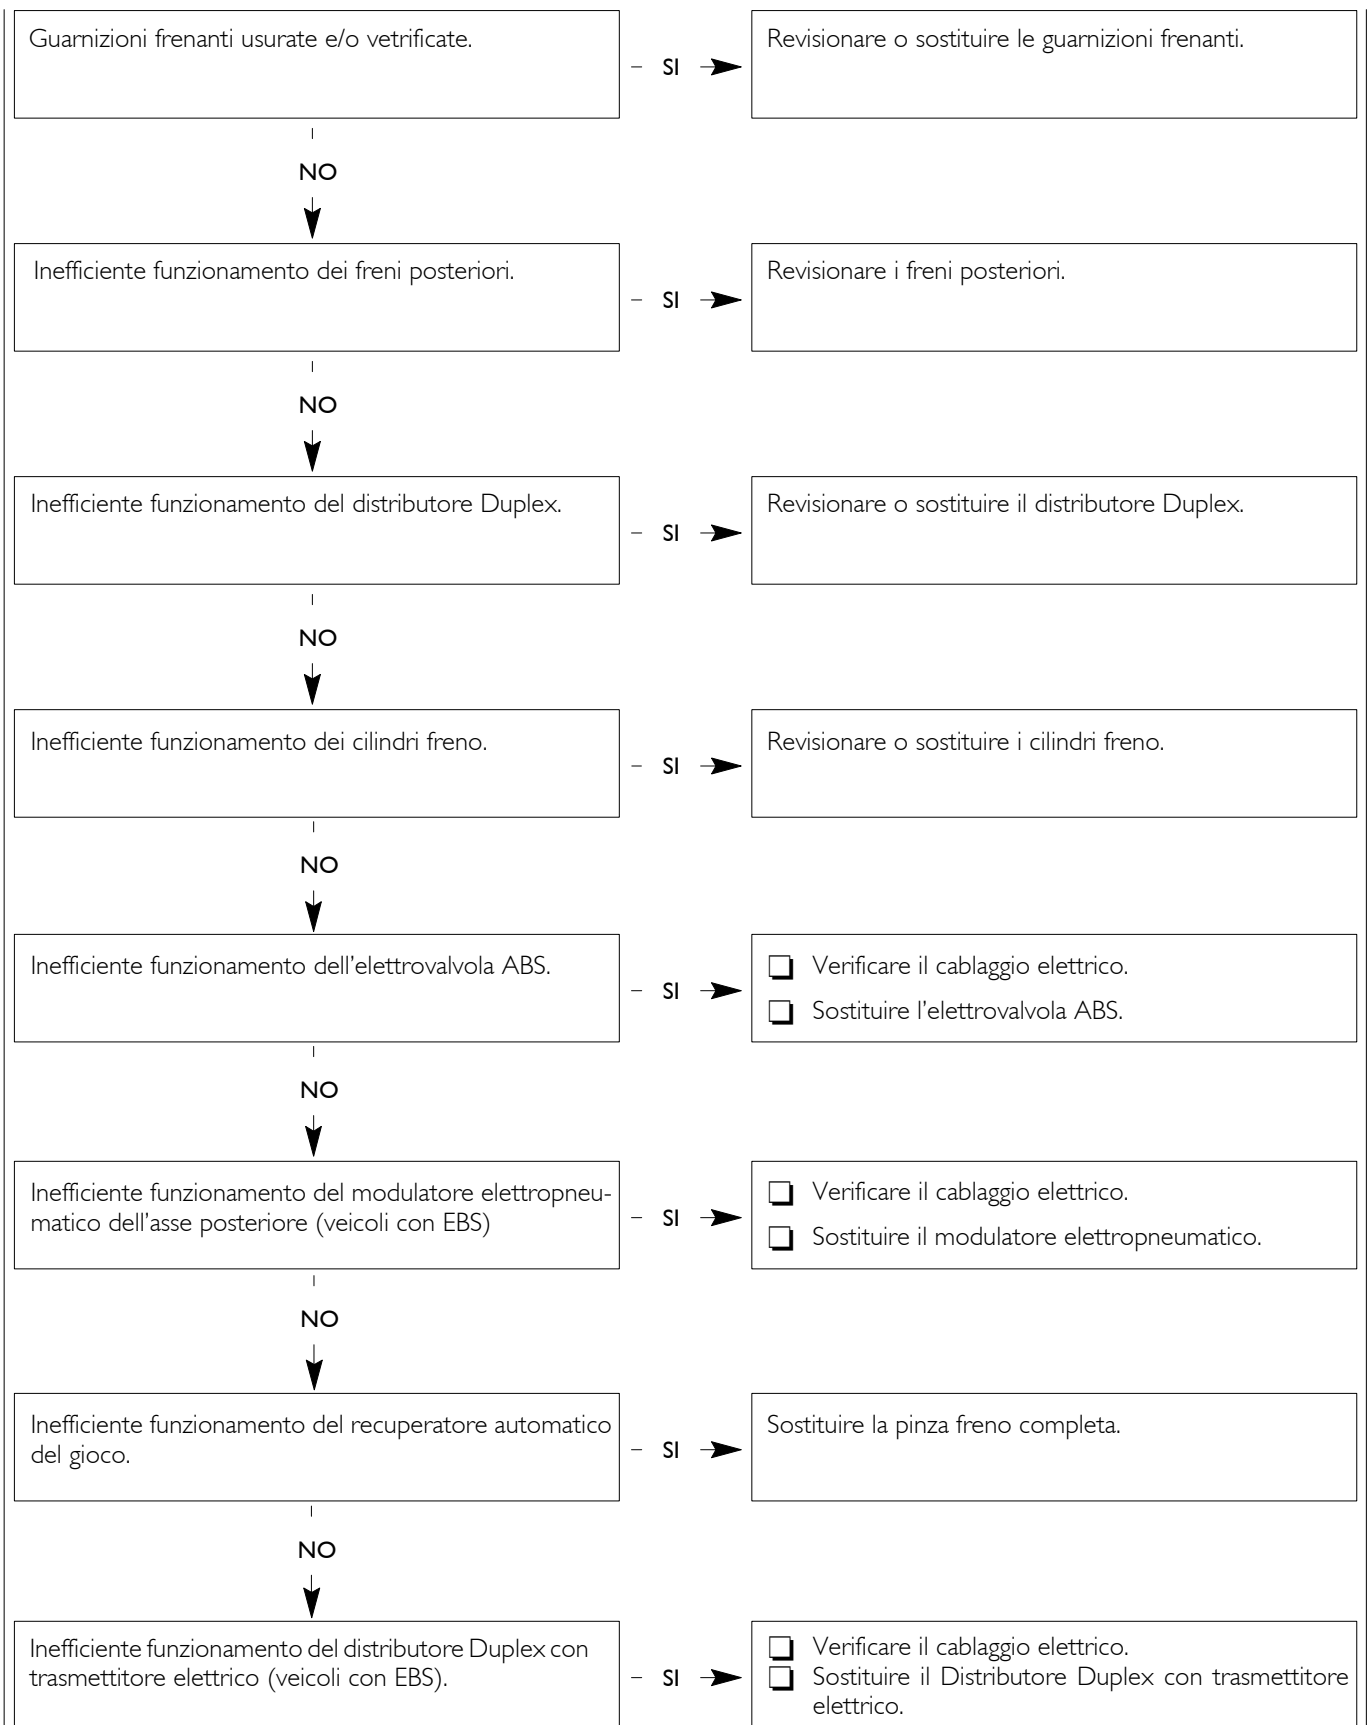 Guarnizioni frenanti usurate e/o vetrificate.
SI
Revisionare o sostituire le guarnizioni frenanti.
NO
Inefficiente funzionamento dei freni posteriori.
SI
Revisionare i freni posteriori.
NO
Inefficiente funzionamento del distributore Duplex.
SI
Revisionare o sostituire il distributore Duplex.
NO
Inefficiente funzionamento dei cilindri freno.
SI
Revisionare o sostituire i cilindri freno.
NO
Inefficiente funzionamento dell'elettrovalvola ABS.
SI
Verificare il cablaggio elettrico.
Sostituire l'elettrovalvola ABS.
NO
Inefficiente funzionamento del modulatore elettropneu-
matico dell'asse posteriore (veicoli con EBS)
SI
Verificare il cablaggio elettrico.
Sostituire il modulatore elettropneumatico.
NO
Inefficiente funzionamento del recuperatore automatico
del gioco.
SI
Sostituire la pinza freno completa.
NO
Inefficiente funzionamento del distributore Duplex con
trasmettitore elettrico (veicoli con EBS).
SI
Verificare il cablaggio elettrico.
Sostituire il Distributore Duplex con trasmettitore
elettrico.